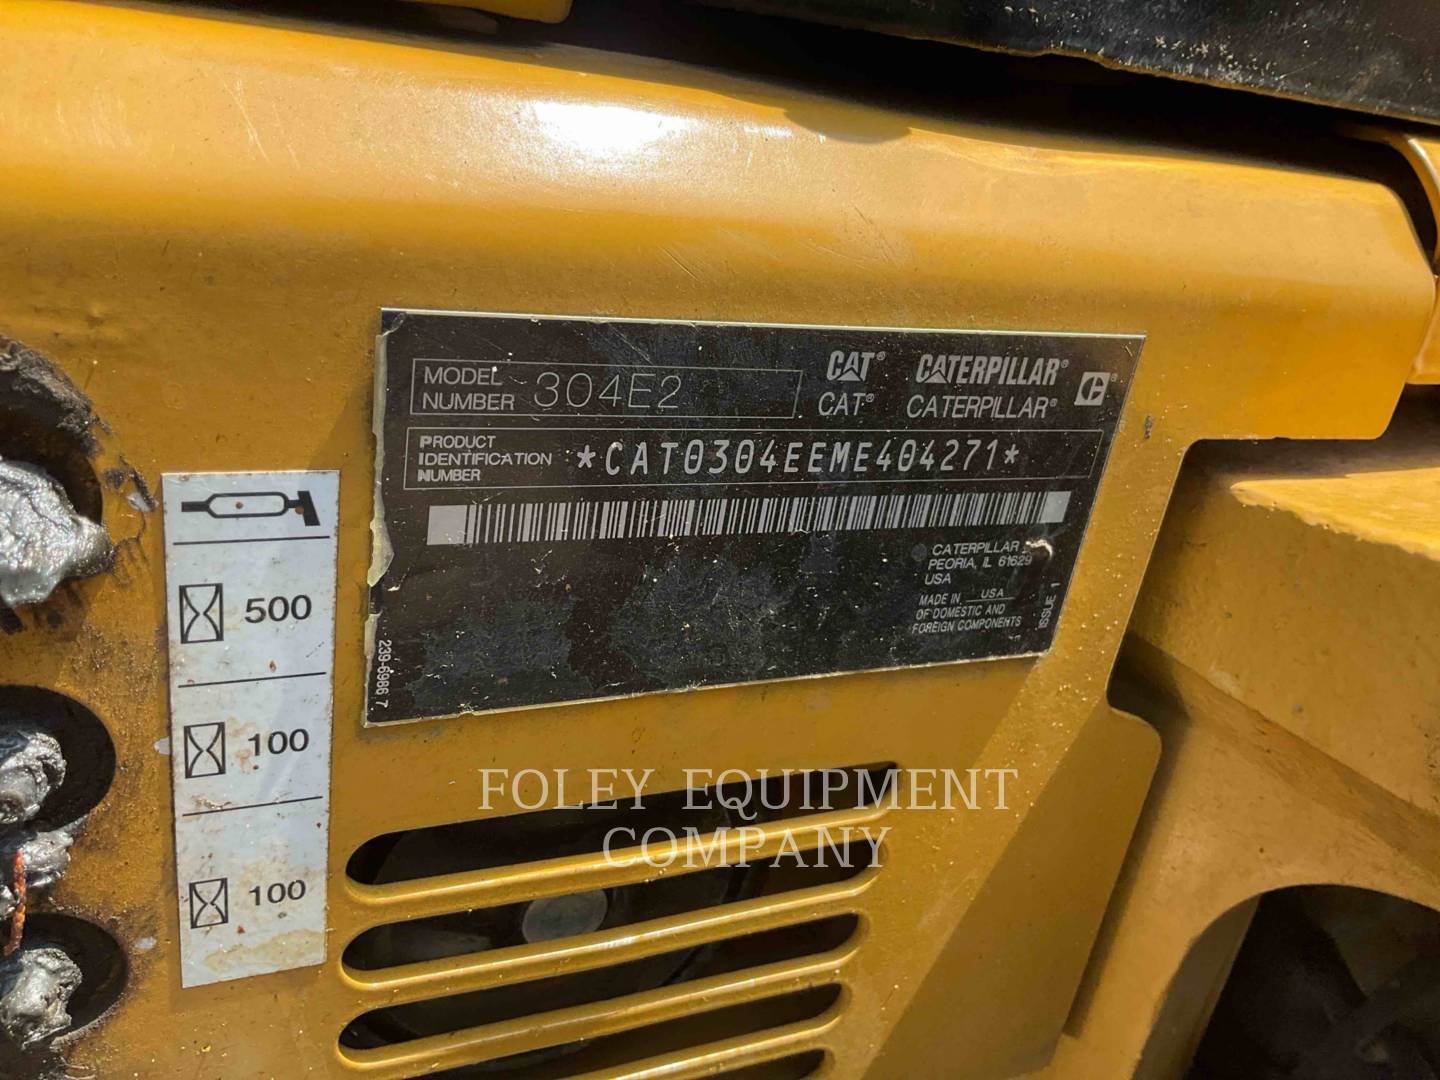 MODEL
NUMBER 304E2
CAT® CATERPILLAR®
CAT® CATERPILLAR®
PRODUCT
IDENTIFICATION
NUMBER
*CAT0304EEME404271*
CATERPILLAR
PEORIA, IL 61629
USA
MADE IN USA
OF DOMESTIC AND
FOREIGN COMPONENTS
ISSUE 1
239-6986 7
500
100
100
FOLEY EQUIPMENT
COMPANY